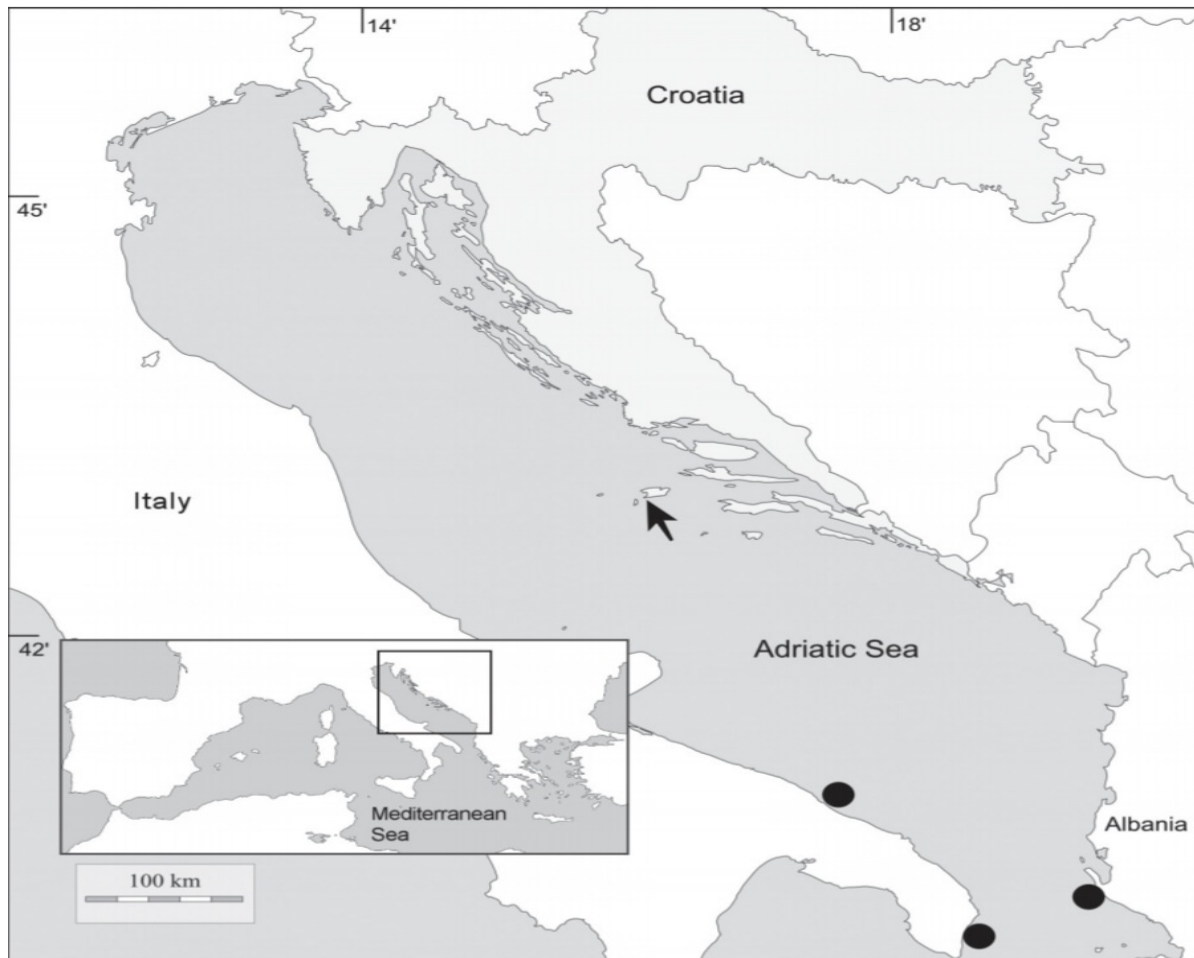 14'
18'
Croatia
45'
Italy
42'
Adriatic Sea
Mediterranean
Sea
Albania
100 km